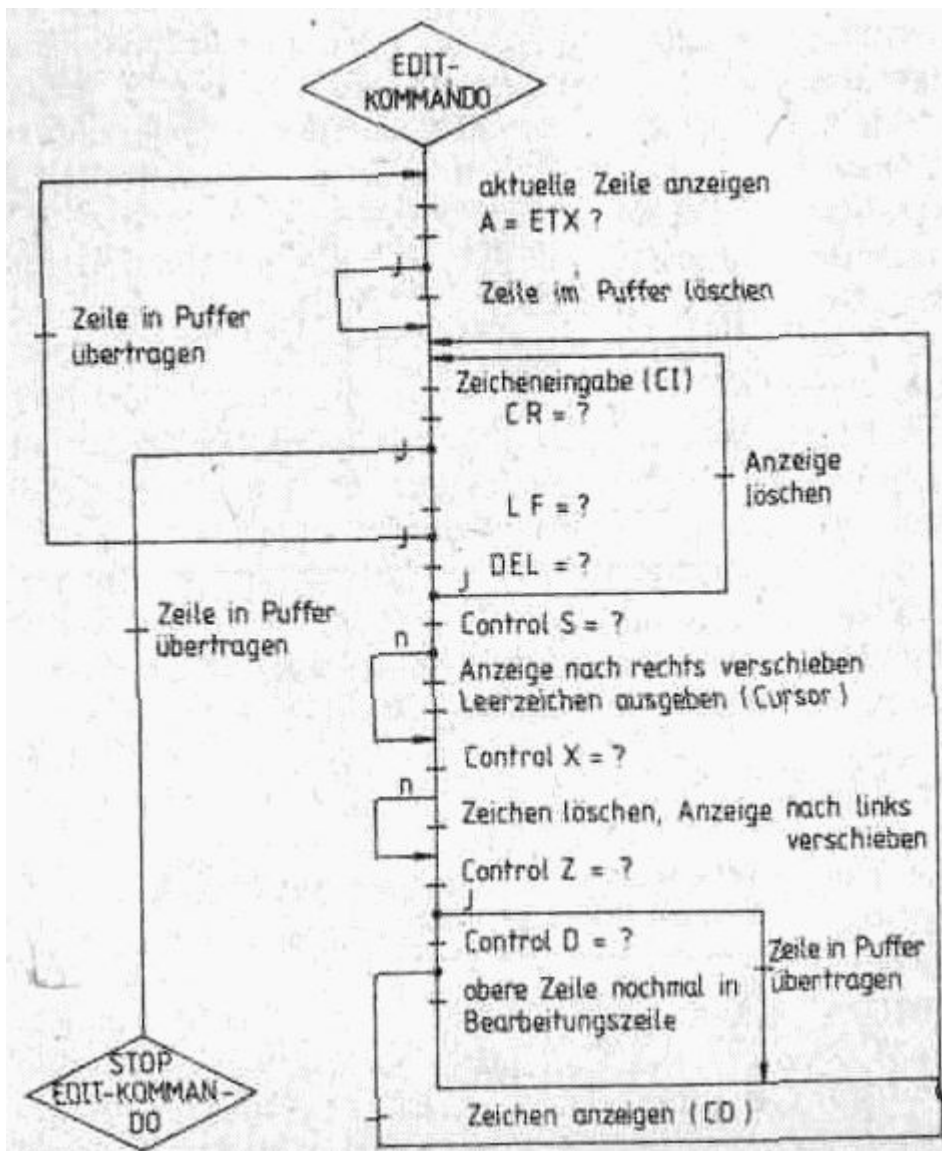 EDIT-
KOMMANDO
aktuelle Zeile anzeigen
A = ETX ?
j
Zeile im Puffer löschen
Zeile in Puffer
übertragen
Zeicheneingabe (CI)
CR = ?
j
Anzeige
löschen
LF = ?
j
DEL = ?
j
Zeile in Puffer
übertragen
Control S = ?
n
Anzeige nach rechts verschieben
Leerzeichen ausgeben (Cursor)
Control X = ?
n
Zeichen löschen, Anzeige nach links
verschieben
Control Z = ?
j
Control D = ?
Zeile in Puffer
übertragen
obere Zeile nochmal in
Bearbeitungszeile
STOP
EDIT-KOMMAN-
DO
Zeichen anzeigen (CO)